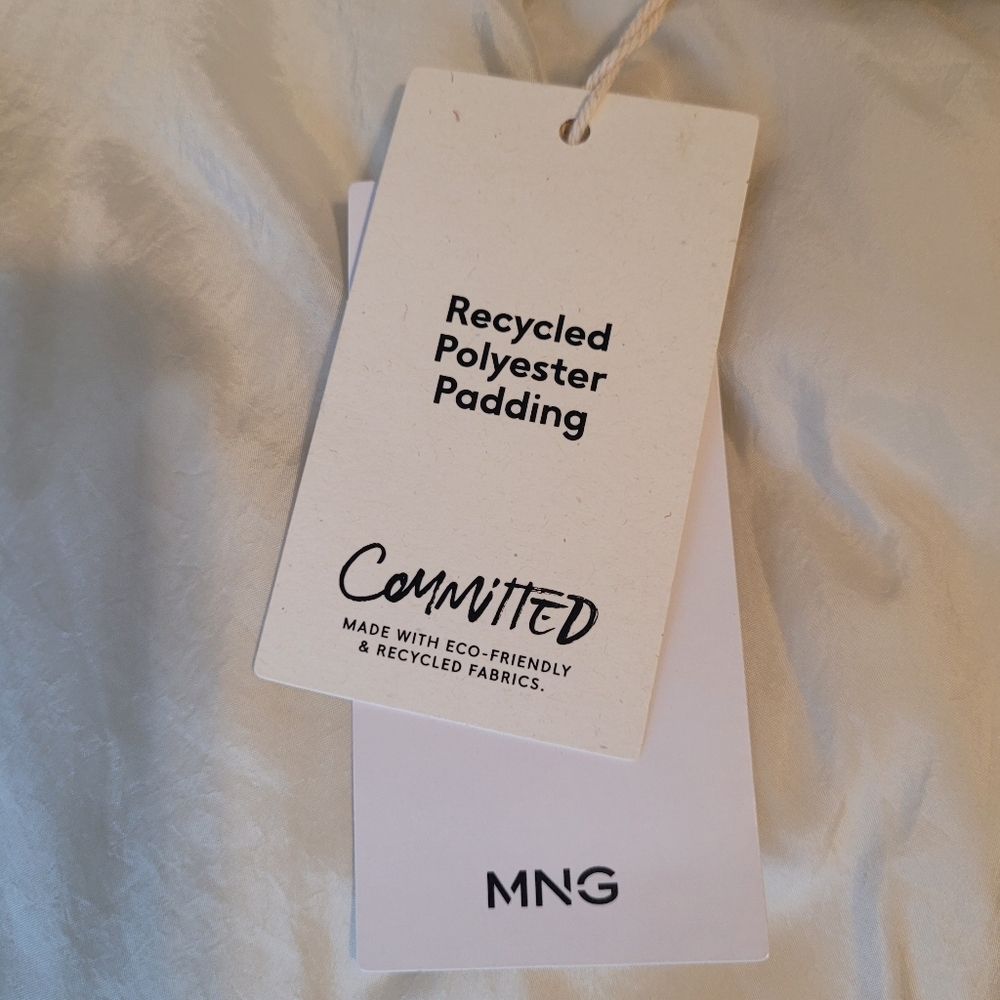 Recycled
Polyester
Padding
COMMITTED
MADE WITH ECO-FRIENDLY
& RECYCLED FABRICS.
MNG